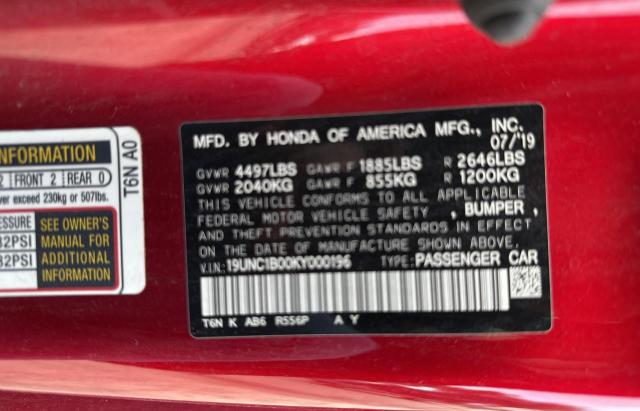 NFORMATION
2 FRONT 2 REAR 0
ver exceed 230kg or 507lbs.
T6N A0
PRESSURE
32PSI
32PSI
SEE OWNER'S
MANUAL FOR
ADDITIONAL
INFORMATION
MFD. BY HONDA OF AMERICA MFG., INC.
07/'19
GVWR 4497LBS GAWR F 1885LBS R 2646LBS
GVWR 2040KG GAWR F 855KG R 1200KG
THIS VEHICLE CONFORMS TO ALL APPLICABLE
FEDERAL MOTOR VEHICLE SAFETY , BUMPER ,
AND THEFT PREVENTION STANDARDS IN EFFECT
ON THE DATE OF MANUFACTURE SHOWN ABOVE.
V.I.N: 19UNC1B00KY000196 TYPE: PASSENGER CAR
T6N K AB6 R556P A Y